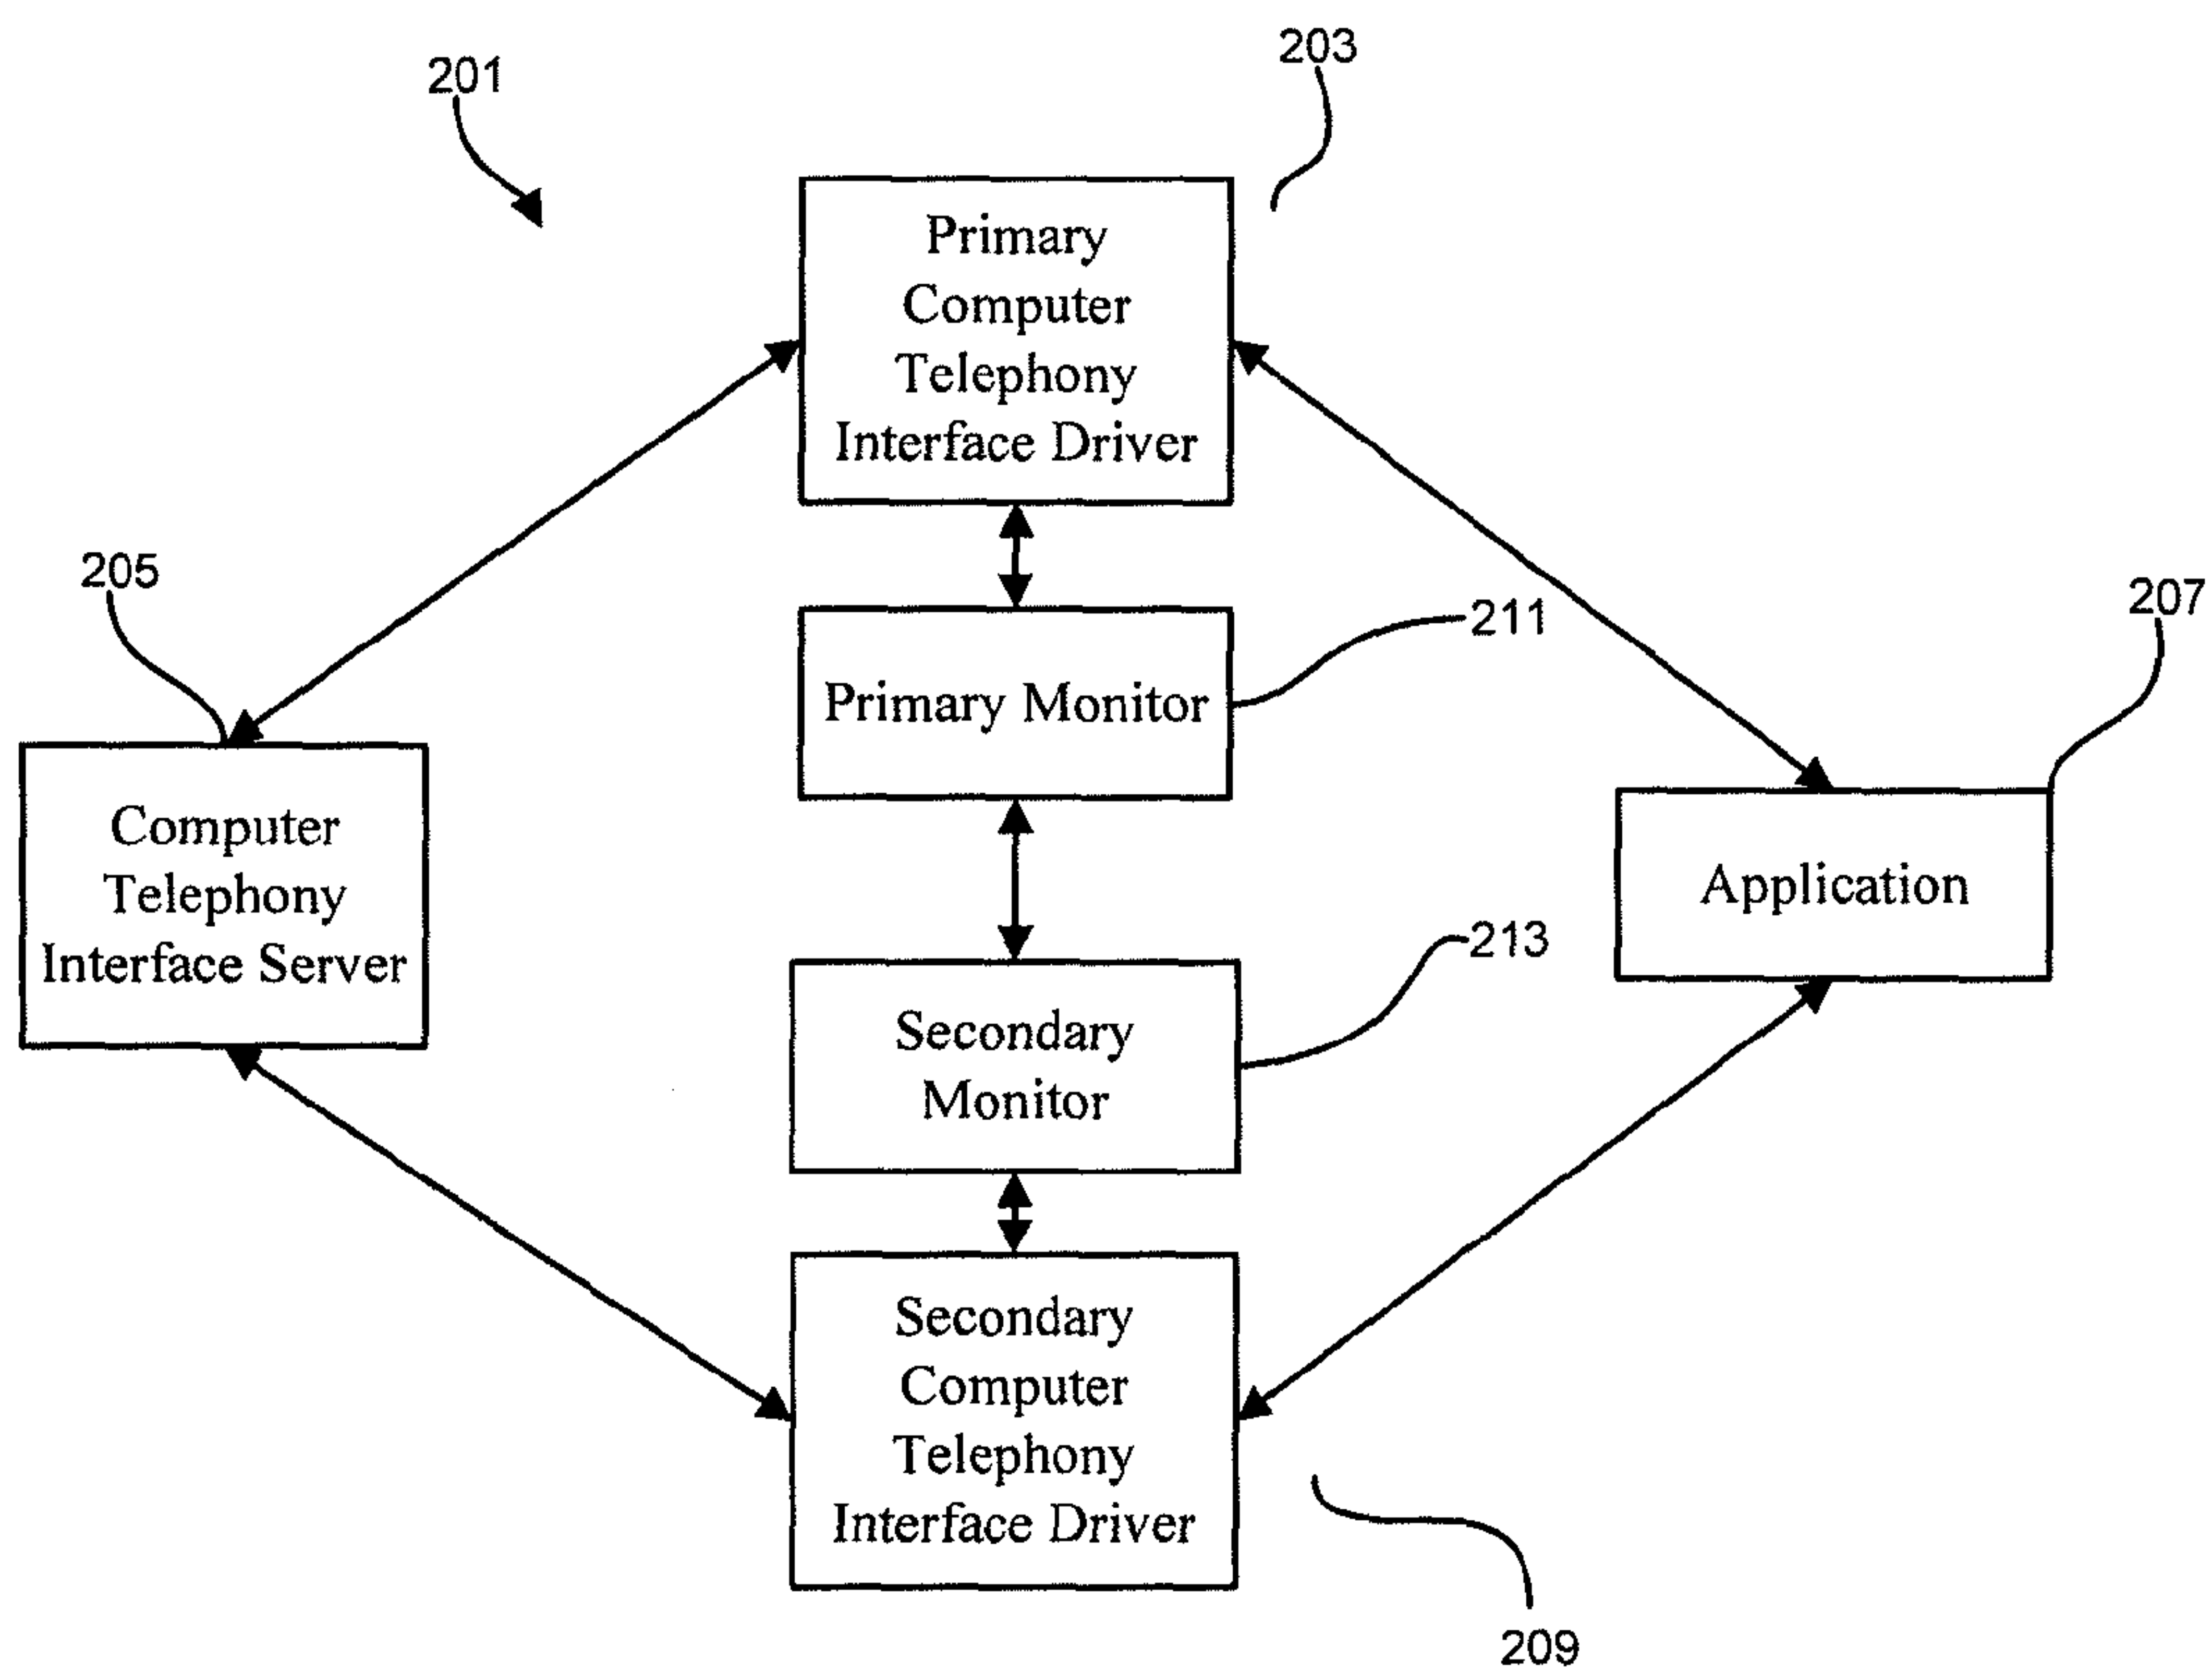 203
201
Primary
Computer
Telephony
Interface Driver
205
211
207
Primary Monitor
Computer
Telephony
Interface Server
Application
213
Secondary
Monitor
Secondary
Computer
Telephony
Interface Driver
209